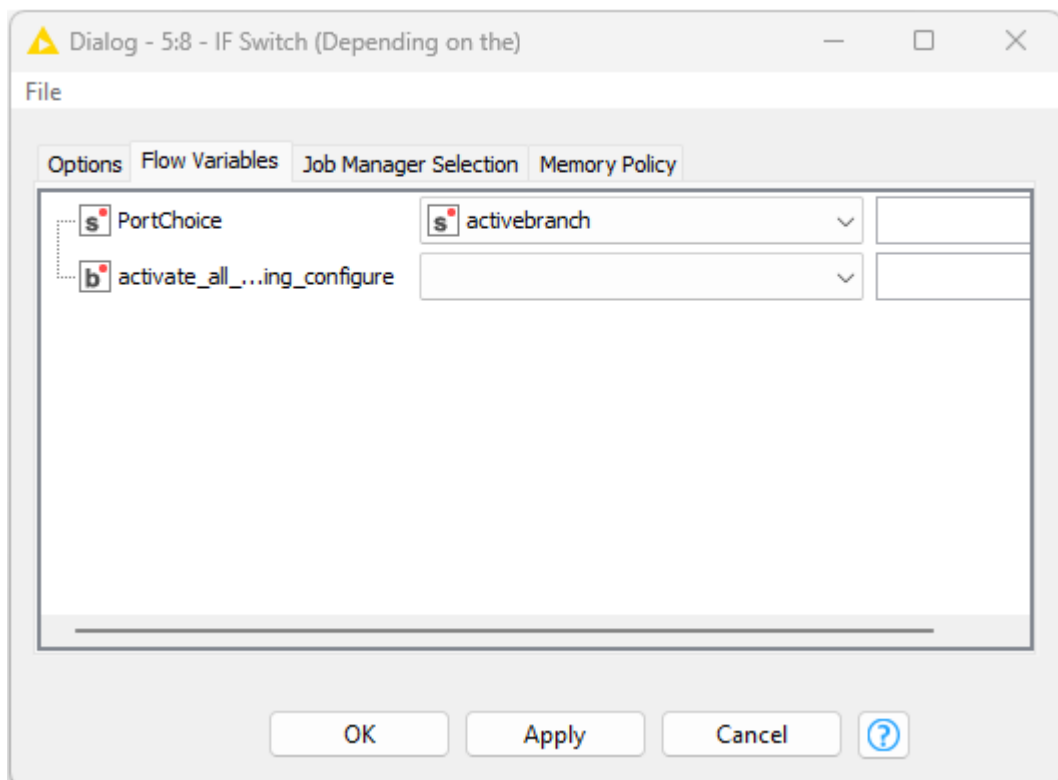 Dialog - 5:8 - IF Switch (Depending on the)
File
Options Flow Variables Job Manager Selection Memory Policy
s PortChoice s activebranch
b activate_all_...ing_configure
OK Apply Cancel ?